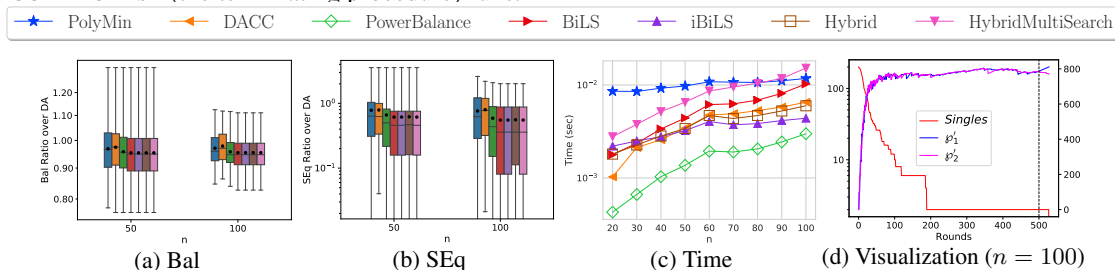 PolyMin DACC PowerBalance BiLS iBiLS Hybrid HybridMultiSearch
Bal Ratio over DA
1.20
1.00
0.90
0.80
50
100
n
(a) Bal
SEq Ratio over DA
10⁰
10⁻¹
50
100
n
(b) SEq
Time (sec)
10⁻²
10⁻³
20 30 40 50 60 70 80 90 100
n
(c) Time
100
10
Singles
℘′₁
℘′₂
800
600
400
200
0
0 100 200 300 400 500
Rounds
(d) Visualization (n = 100)